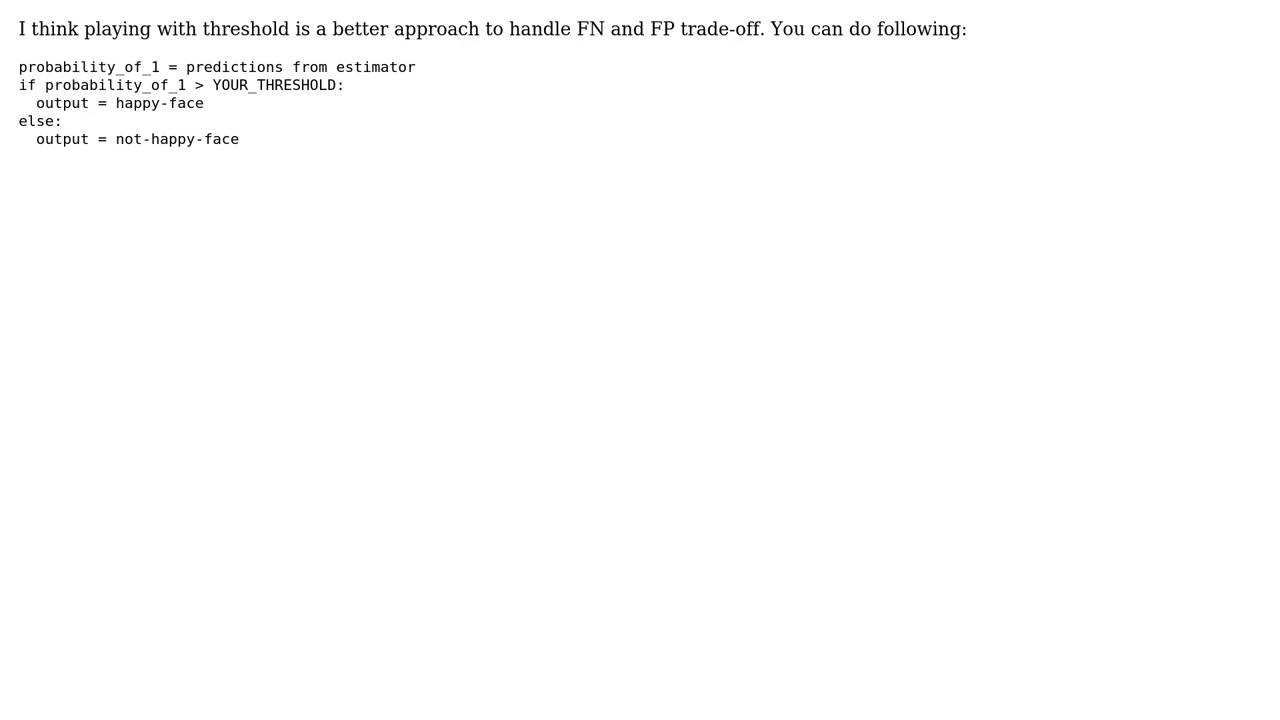 I think playing with threshold is a better approach to handle FN and FP trade-off. You can do following:
probability_of_1 = predictions from estimator
if probability_of_1 > YOUR_THRESHOLD:
  output = happy-face
else:
  output = not-happy-face